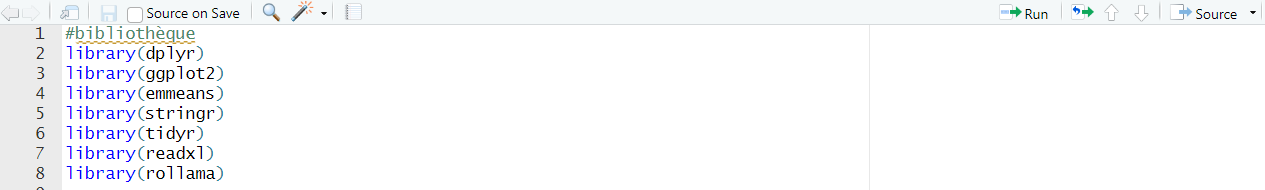 Source on Save Run Source
1 #bibliothèque
2 library(dplyr)
3 library(ggplot2)
4 library(emmeans)
5 library(stringr)
6 library(tidyr)
7 library(readxl)
8 library(rollama)